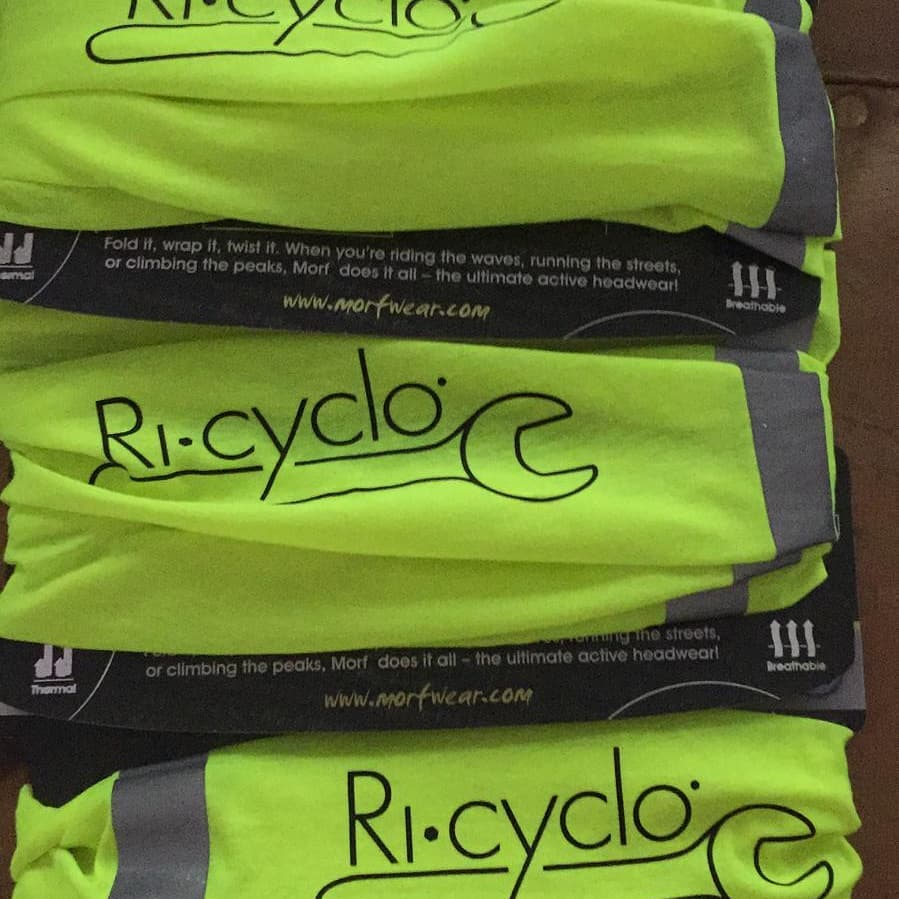 Ri·cyclo
Fold it, wrap it, twist it. When you're riding the waves, running the streets,
or climbing the peaks, Morf does it all – the ultimate active headwear!
www.morfwear.com
Breathable
Ri·cyclo
running the streets,
or climbing the peaks, Morf does it all – the ultimate active headwear!
www.morfwear.com
Thermal
Breathable
Ri·cyclo